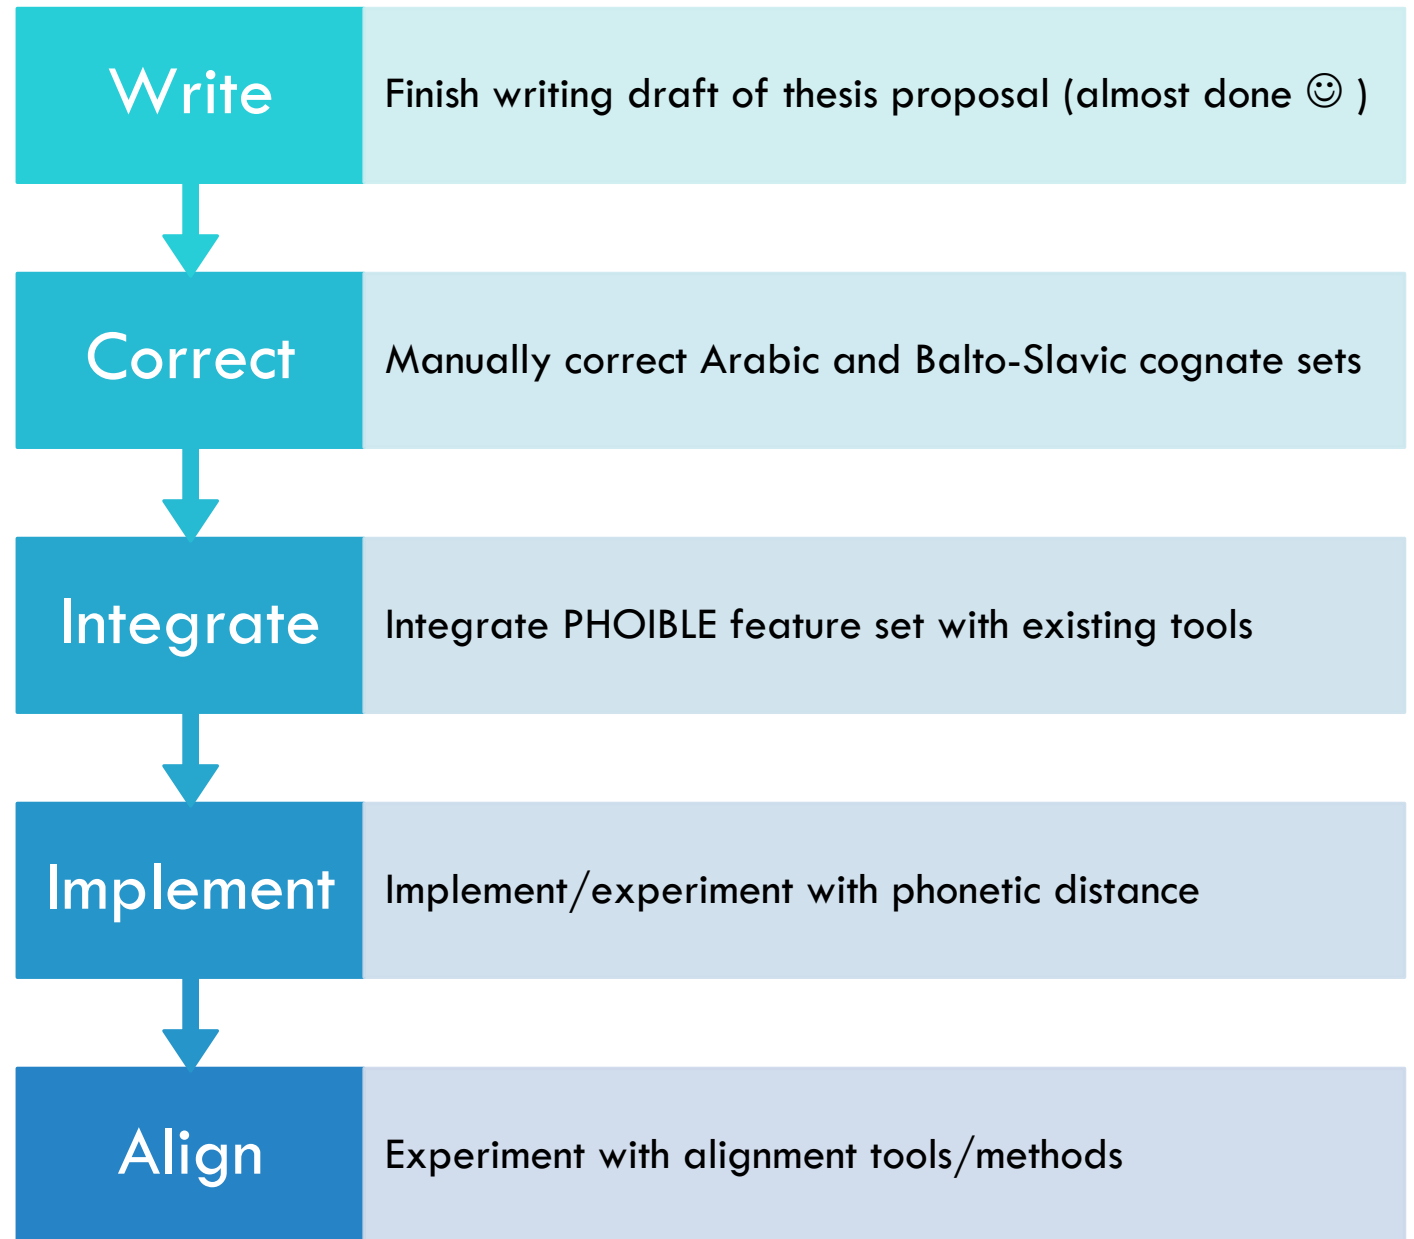 Write
Finish writing draft of thesis proposal (almost done ☺ )
Correct
Manually correct Arabic and Balto-Slavic cognate sets
Integrate
Integrate PHOIBLE feature set with existing tools
Implement
Implement/experiment with phonetic distance
Align
Experiment with alignment tools/methods